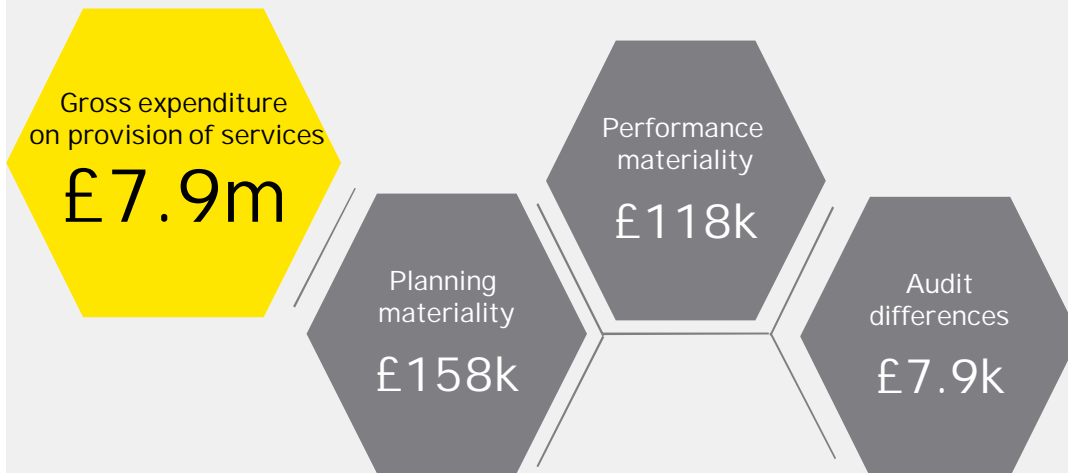 Gross expenditure
on provision of services
£7.9m
Planning
materiality
£158k
Performance
materiality
£118k
Audit
differences
£7.9k